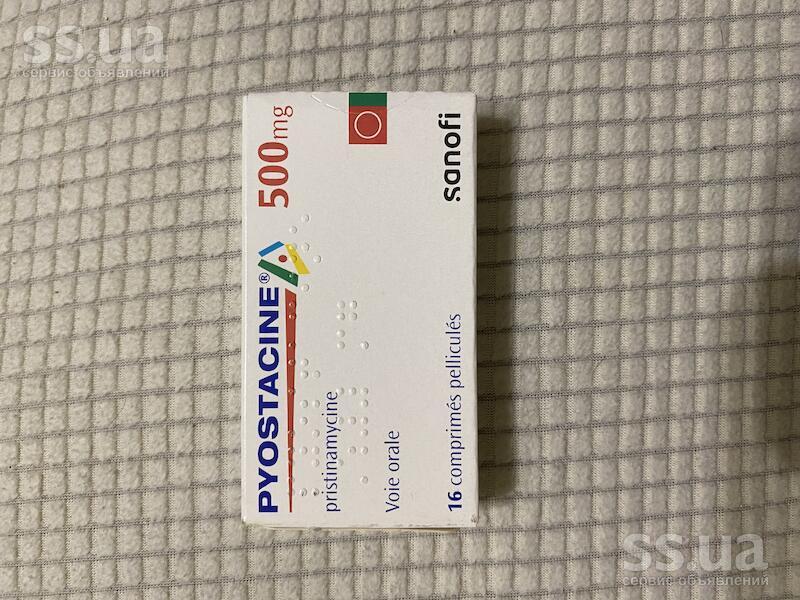 ss.ua
сервис объявлений
PYOSTACINE® 500mg
pristinamycine
Voie orale
16 comprimés pelliculés
sanofi
ss.ua
сервис объявлений